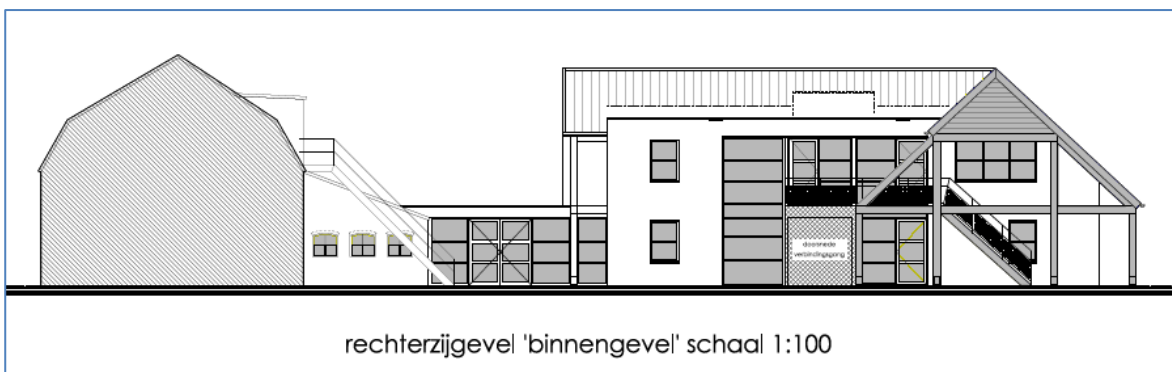 doorsnede
verbindingsgang
rechterzijgevel 'binnengevel' schaal 1:100